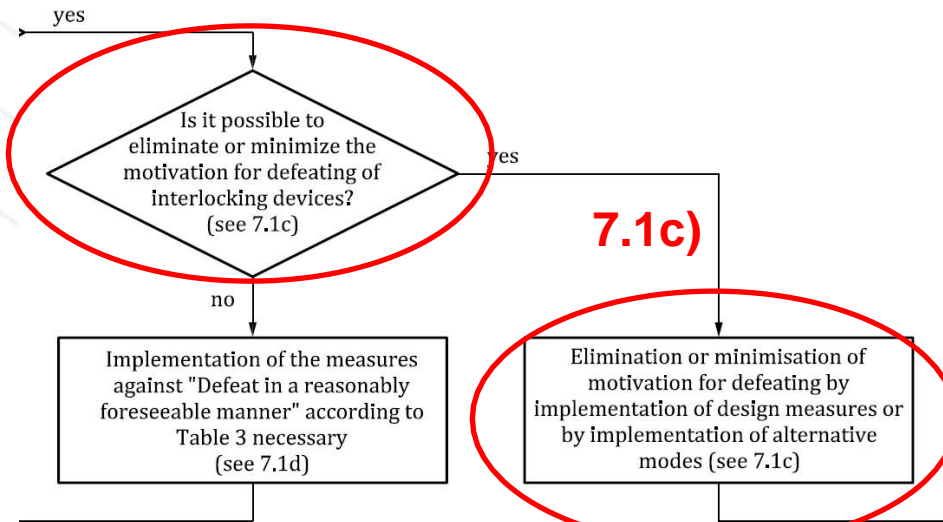 yes
Is it possible to
eliminate or minimize the
motivation for defeating of
interlocking devices?
(see 7.1c)
yes
7.1c)
no
Implementation of the measures
against "Defeat in a reasonably
foreseeable manner" according to
Table 3 necessary
(see 7.1d)
Elimination or minimisation of
motivation for defeating by
implementation of design measures or
by implementation of alternative
modes (see 7.1c)